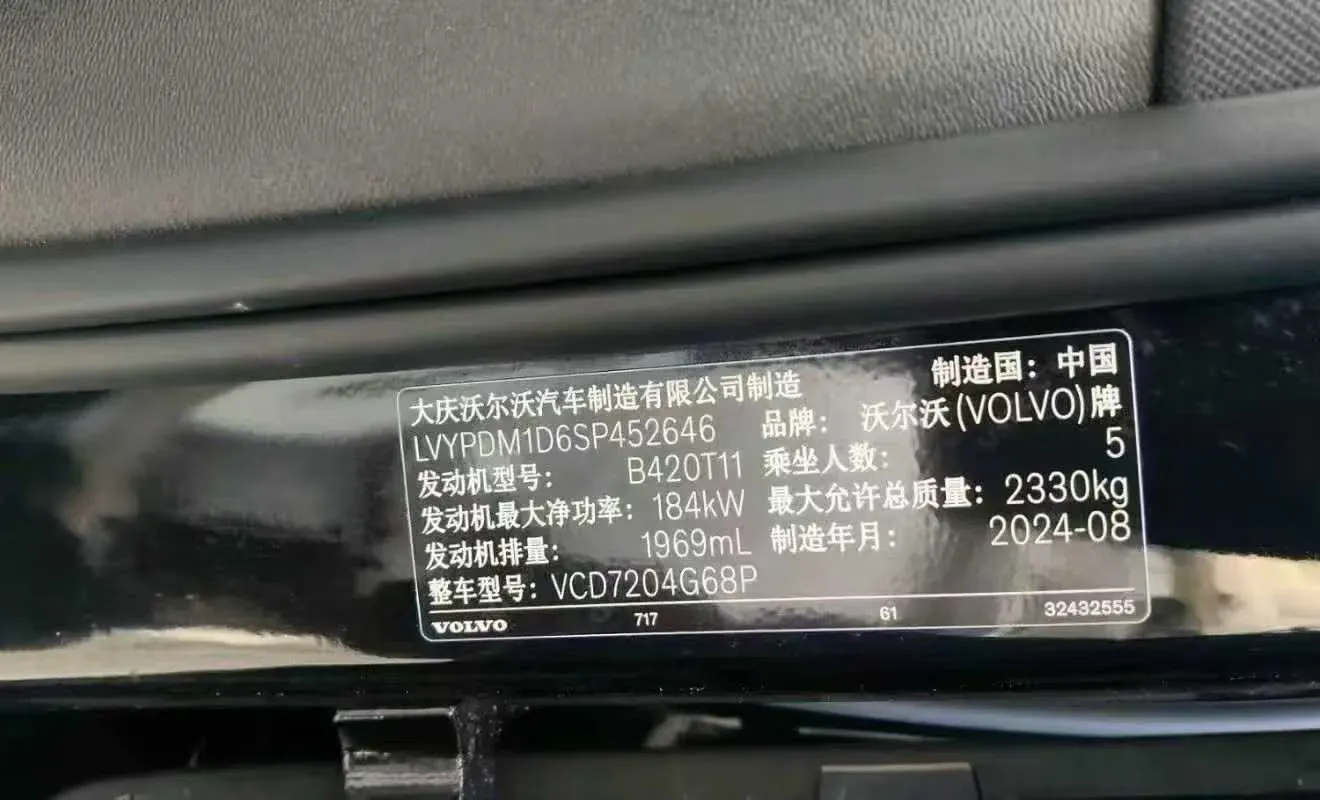 大庆沃尔沃汽车制造有限公司制造 制造国：中国
LVYPDM1D6SP452646 品牌： 沃尔沃(VOLVO)牌
发动机型号： B420T11 乘坐人数： 5
发动机最大净功率： 184kW 最大允许总质量： 2330kg
发动机排量： 1969mL 制造年月： 2024-08
整车型号： VCD7204G68P
VOLVO 717 61 32432555